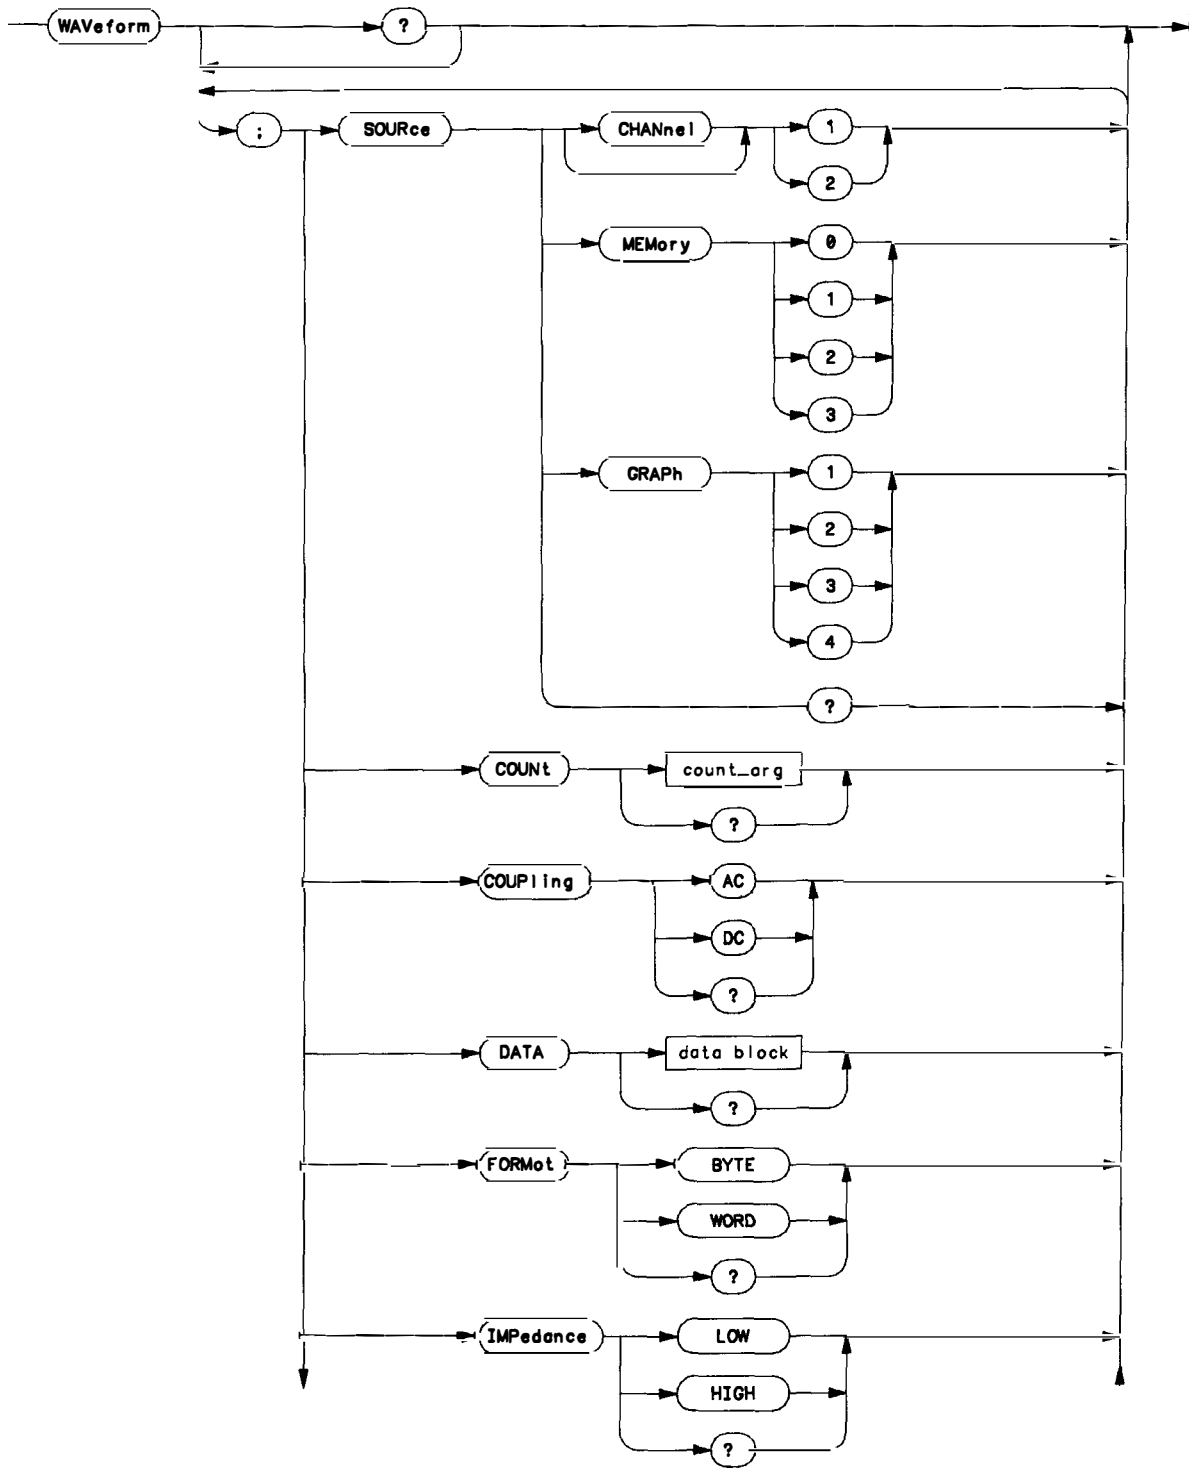 WAVeform ?
; SOURce CHANnel 1
2
MEMory 0
1
2
3
GRAPh 1
2
3
4
?
COUNt count_arg
?
COUPling AC
DC
?
DATA data block
?
FORMat BYTE
WORD
?
IMPedance LOW
HIGH
?